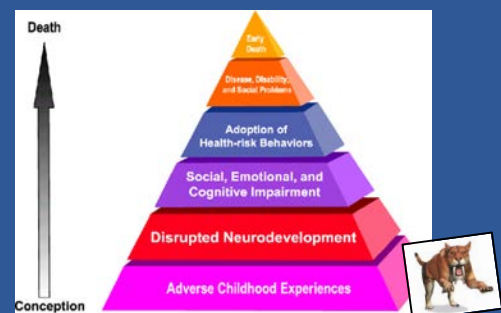 Death
Early
Death
Disease, Disability,
and Social Problems
Adoption of
Health-risk Behaviors
Social, Emotional, and
Cognitive Impairment
Disrupted Neurodevelopment
Adverse Childhood Experiences
Conception